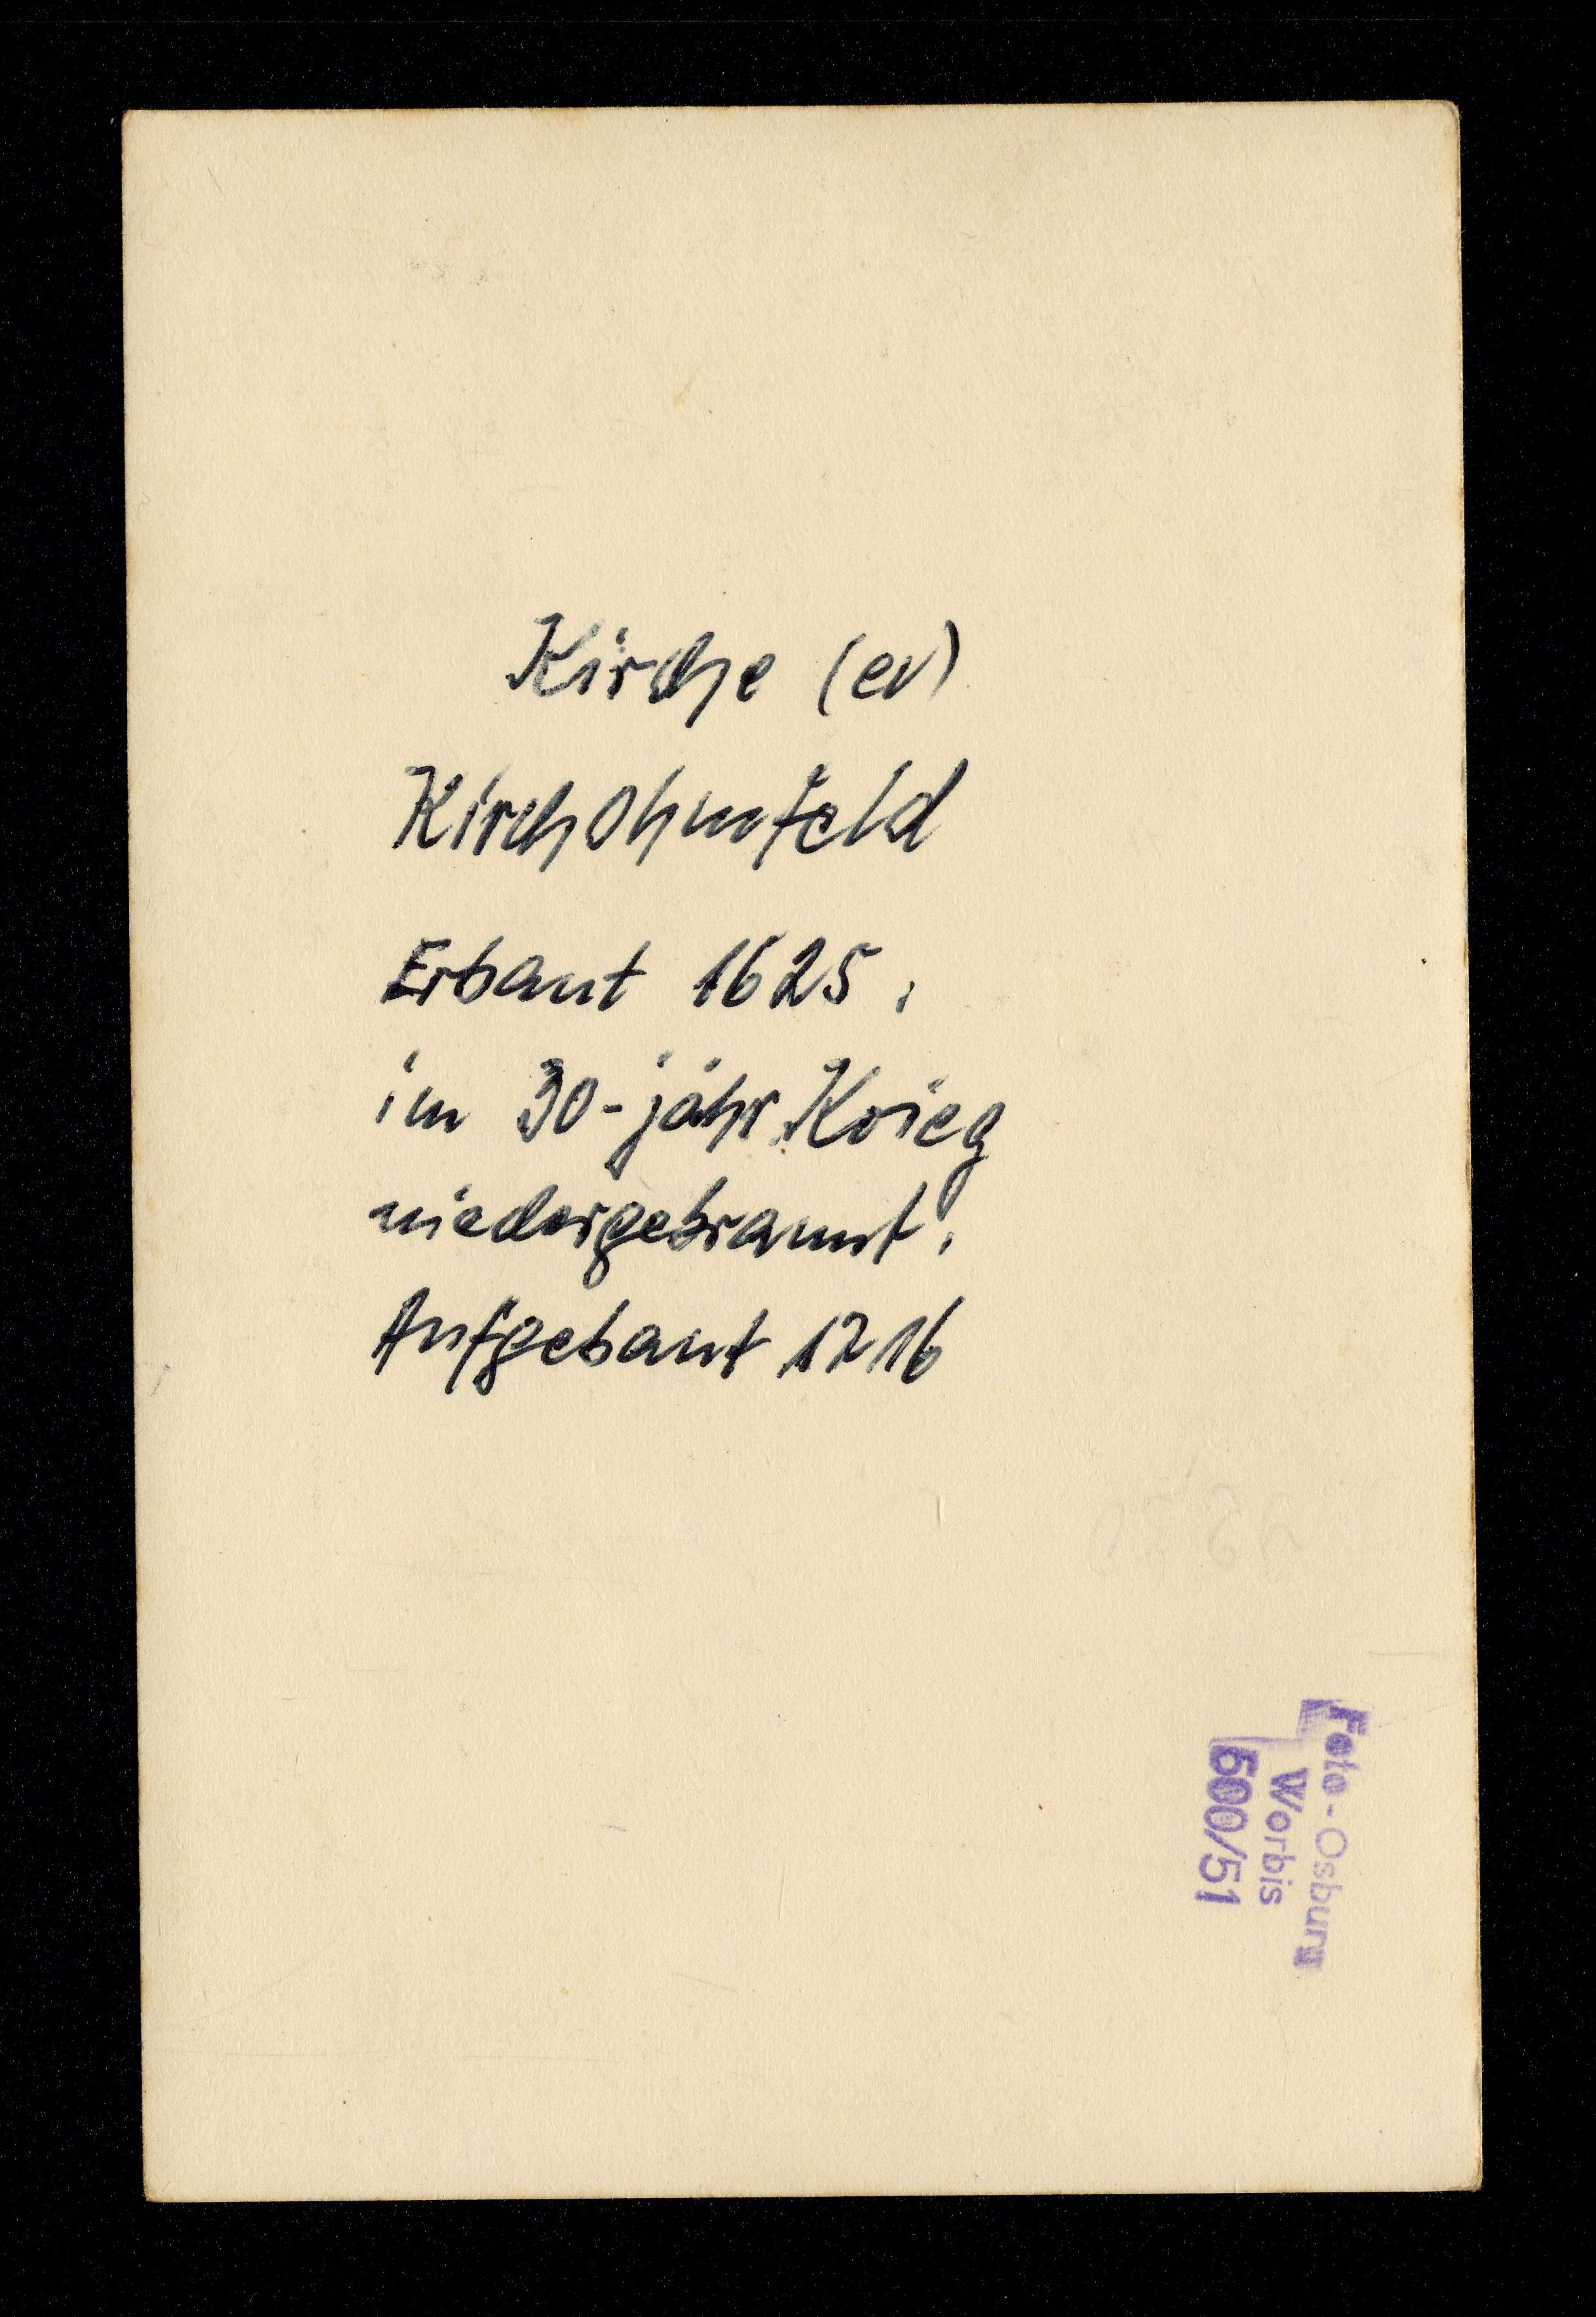 Kirche (ev)
Kirchohmfeld
Erbaut 1625,
im 30-jähr. Krieg
niedergebrannt.
Aufgebaut 1716
Foto-Osburg
Worbis
500/51